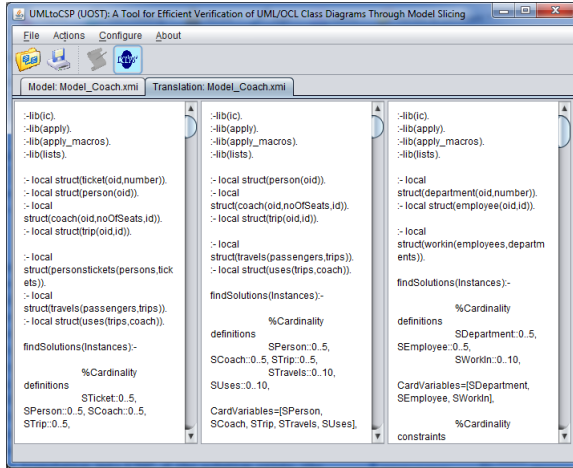 UMLtoCSP (UOST): A Tool for Efficient Verification of UML/OCL Class Diagrams Through Model Slicing
File Actions Configure About
Model: Model_Coach.xmi Translation: Model_Coach.xmi
:-lib(ic).
:-lib(apply).
:-lib(apply_macros).
:-lib(lists).
:- local struct(ticket(oid,number)).
:- local struct(person(oid)).
:- local
struct(coach(oid,noOfSeats,id)).
:- local struct(trip(oid,id)).
:- local
struct(personstickets(persons,tick
ets)).
:- local
struct(travels(passengers,trips)).
:- local struct(uses(trips,coach)).
findSolutions(Instances):-
%Cardinality
definitions
STicket::0..5,
SPerson::0..5, SCoach::0..5,
STrip::0..5,
:-lib(ic).
:-lib(apply).
:-lib(apply_macros).
:-lib(lists).
:- local struct(person(oid)).
:- local
struct(coach(oid,noOfSeats,id)).
:- local struct(trip(oid,id)).
:- local
struct(travels(passengers,trips)).
:- local struct(uses(trips,coach)).
findSolutions(Instances):-
%Cardinality
definitions
SPerson::0..5,
SCoach::0..5, STrip::0..5,
STravels::0..10,
SUses::0..10,
CardVariables=[SPerson,
SCoach, STrip, STravels, SUses],
:-lib(ic).
:-lib(apply).
:-lib(apply_macros).
:-lib(lists).
:- local
struct(department(oid,number)).
:- local struct(employee(oid,id)).
:- local
struct(workin(employees,departm
ents)).
findSolutions(Instances):-
%Cardinality
definitions
SDepartment::0..5,
SEmployee::0..5,
SWorkIn::0..10,
CardVariables=[SDepartment,
SEmployee, SWorkIn],
%Cardinality
constraints